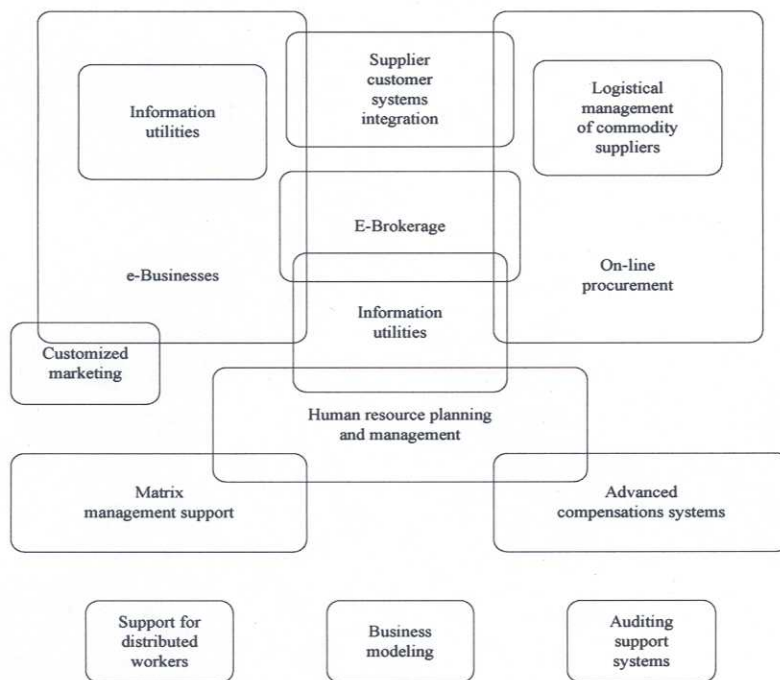 Supplier
customer
systems
integration
Information
utilities
Logistical
management
of commodity
suppliers
E-Brokerage
e-Businesses
On-line
procurement
Information
utilities
Customized
marketing
Human resource planning
and management
Matrix
management support
Advanced
compensations systems
Support for
distributed
workers
Business
modeling
Auditing
support
systems